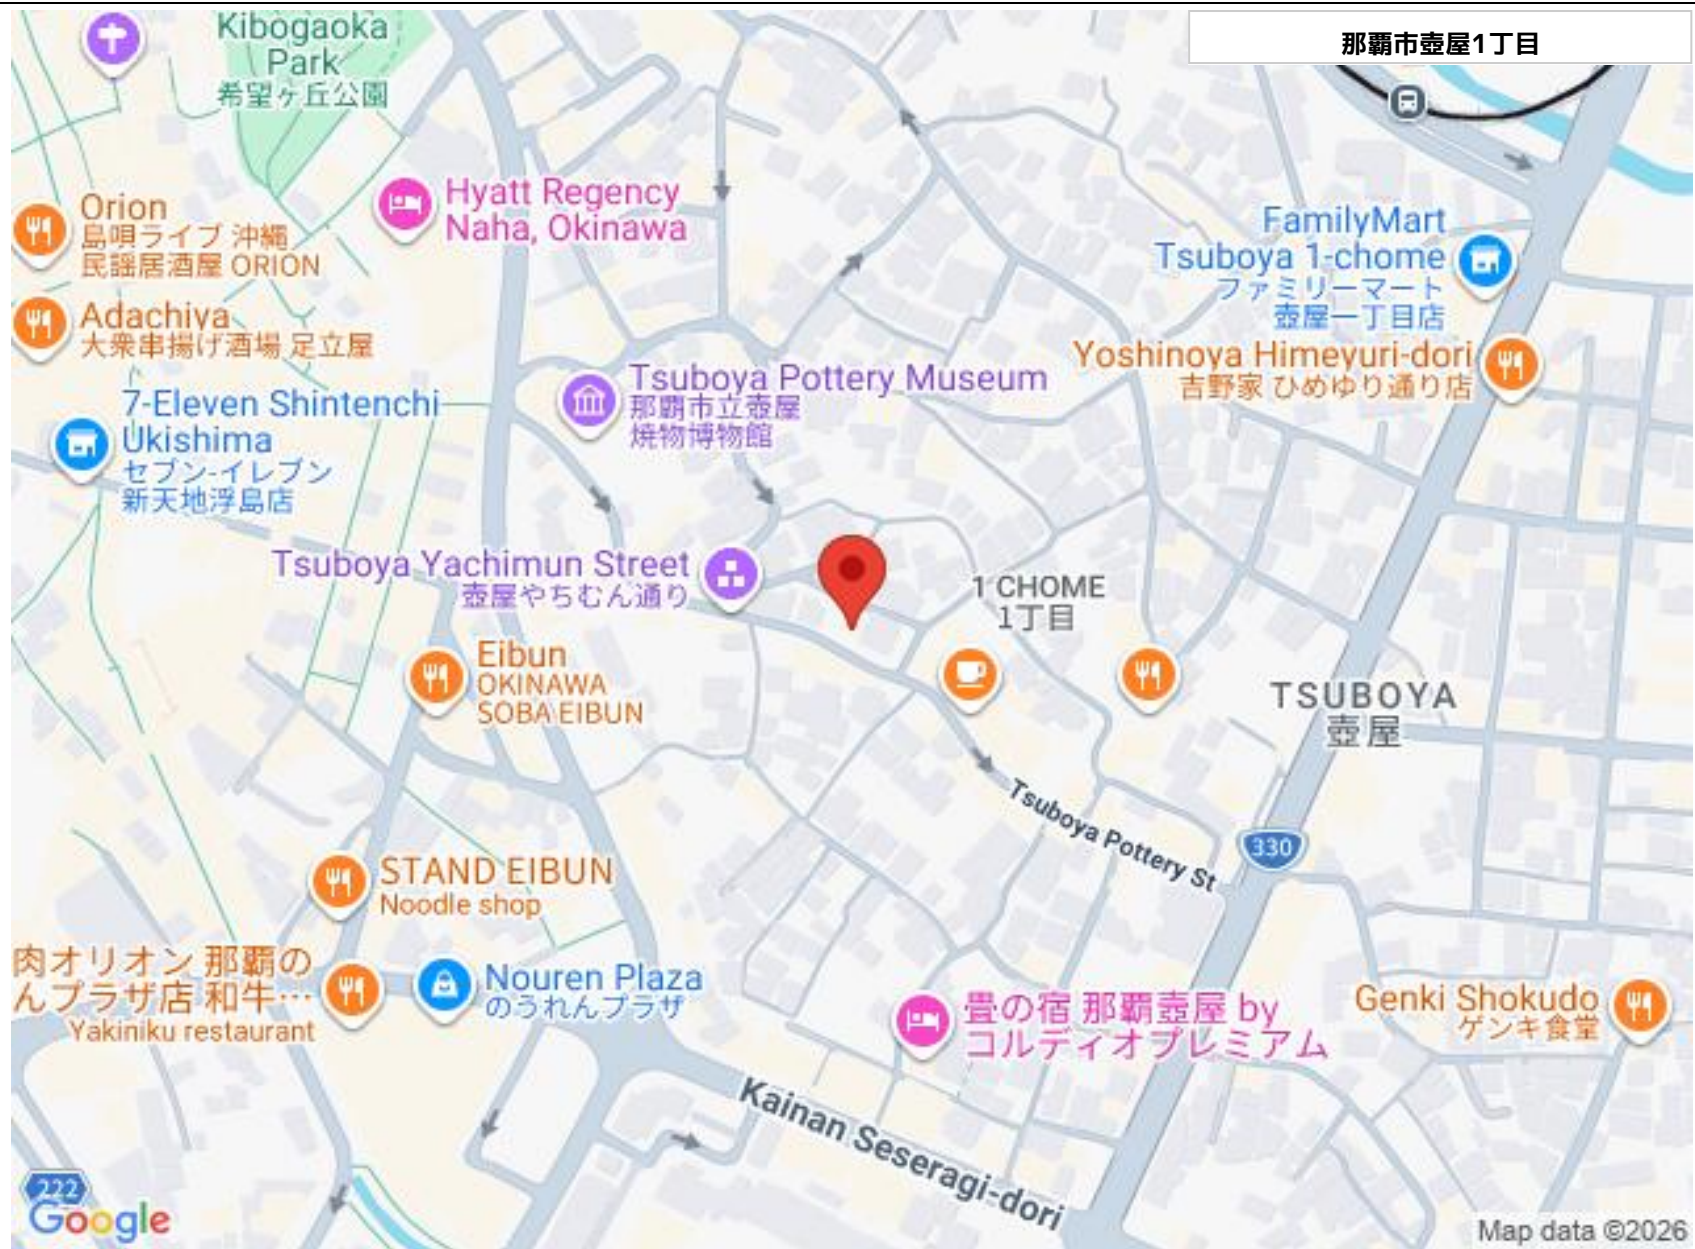 那覇市壺屋1丁目
Kibogaoka
Park
希望ヶ丘公園
Hyatt Regency
Naha, Okinawa
Orion
島唄ライブ 沖縄
民謡居酒屋 ORION
FamilyMart
Tsuboya 1-chome
ファミリーマート
壺屋一丁目店
Adachiya
大衆串揚げ酒場 足立屋
Yoshinoya Himeyuri-dori
吉野家 ひめゆり通り店
Tsuboya Pottery Museum
那覇市立壺屋
焼物博物館
7-Eleven Shintenchi
Ukishima
セブン-イレブン
新天地浮島店
Tsuboya Yachimun Street
壺屋やちむん通り
1 CHOME
1丁目
Eibun
OKINAWA
SOBA EIBUN
TSUBOYA
壺屋
Tsuboya Pottery St
330
STAND EIBUN
Noodle shop
肉オリオン 那覇の
んプラザ店 和牛…
Yakiniku restaurant
Nouren Plaza
のうれんプラザ
畳の宿 那覇壺屋 by
コルディオプレミアム
Genki Shokudo
ゲンキ食堂
Kainan Seseragi-dori
222
Google
Map data ©2026